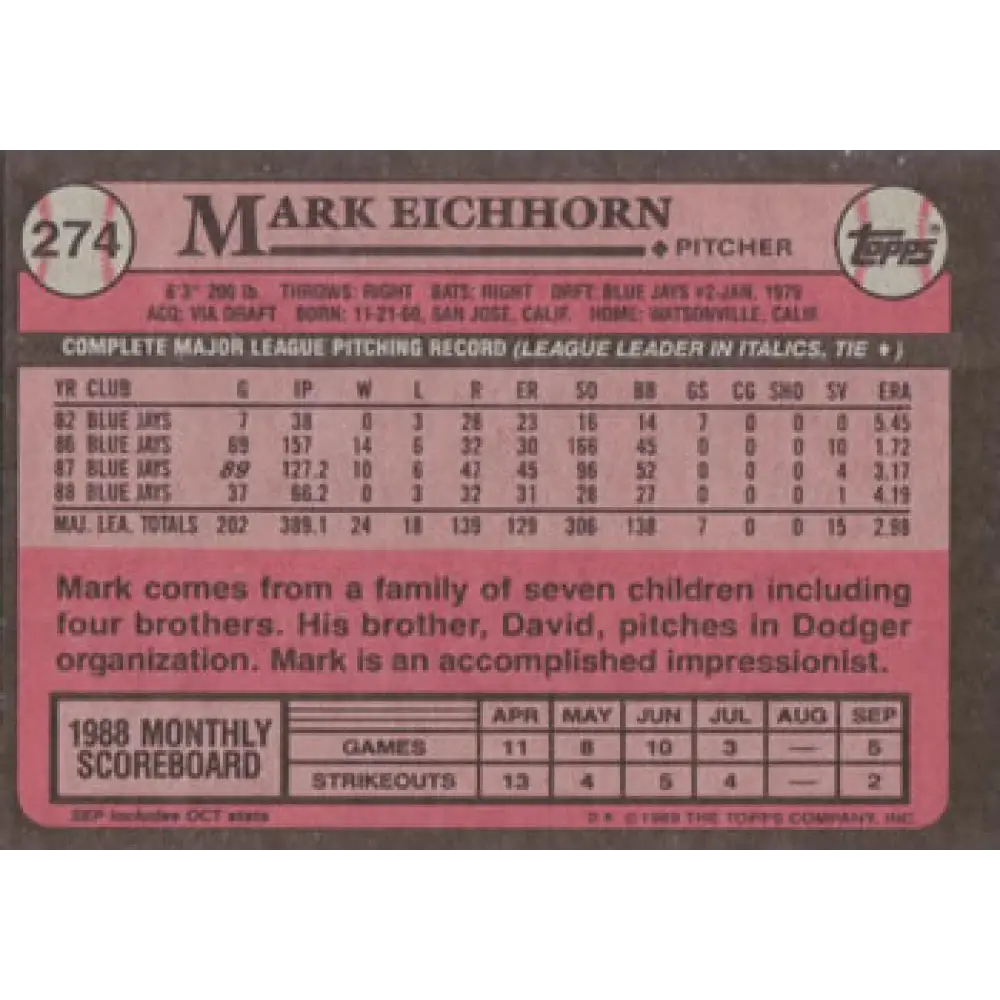 274
MARK EICHHORN
PITCHER
TOPPS®
6'3" 200 lb. THROWS: RIGHT BATS: RIGHT DRFT: BLUE JAYS #2-JAN, 1979
ACQ: VIA DRAFT BORN: 11-21-60, SAN JOSE, CALIF. HOME: WATSONVILLE, CALIF.
COMPLETE MAJOR LEAGUE PITCHING RECORD (LEAGUE LEADER IN ITALICS, TIE ♦)
YR CLUB G IP W L R ER SO BB GS CG SHO SV ERA
82 BLUE JAYS 7 38 0 3 28 23 16 14 7 0 0 0 5.45
86 BLUE JAYS 69 157 14 6 32 30 166 45 0 0 0 10 1.72
87 BLUE JAYS 89 127.2 10 6 47 45 96 52 0 0 0 4 3.17
88 BLUE JAYS 37 66.2 0 3 32 31 28 27 0 0 0 1 4.19
MAJ. LEA. TOTALS 202 389.1 24 18 139 129 306 138 7 0 0 15 2.98
Mark comes from a family of seven children including
four brothers. His brother, David, pitches in Dodger
organization. Mark is an accomplished impressionist.
1988 MONTHLY
SCOREBOARD
APR MAY JUN JUL AUG SEP
GAMES 11 8 10 3 — 5
STRIKEOUTS 13 4 5 4 — 2
SEP includes OCT stats
© 1989 THE TOPPS COMPANY, INC.